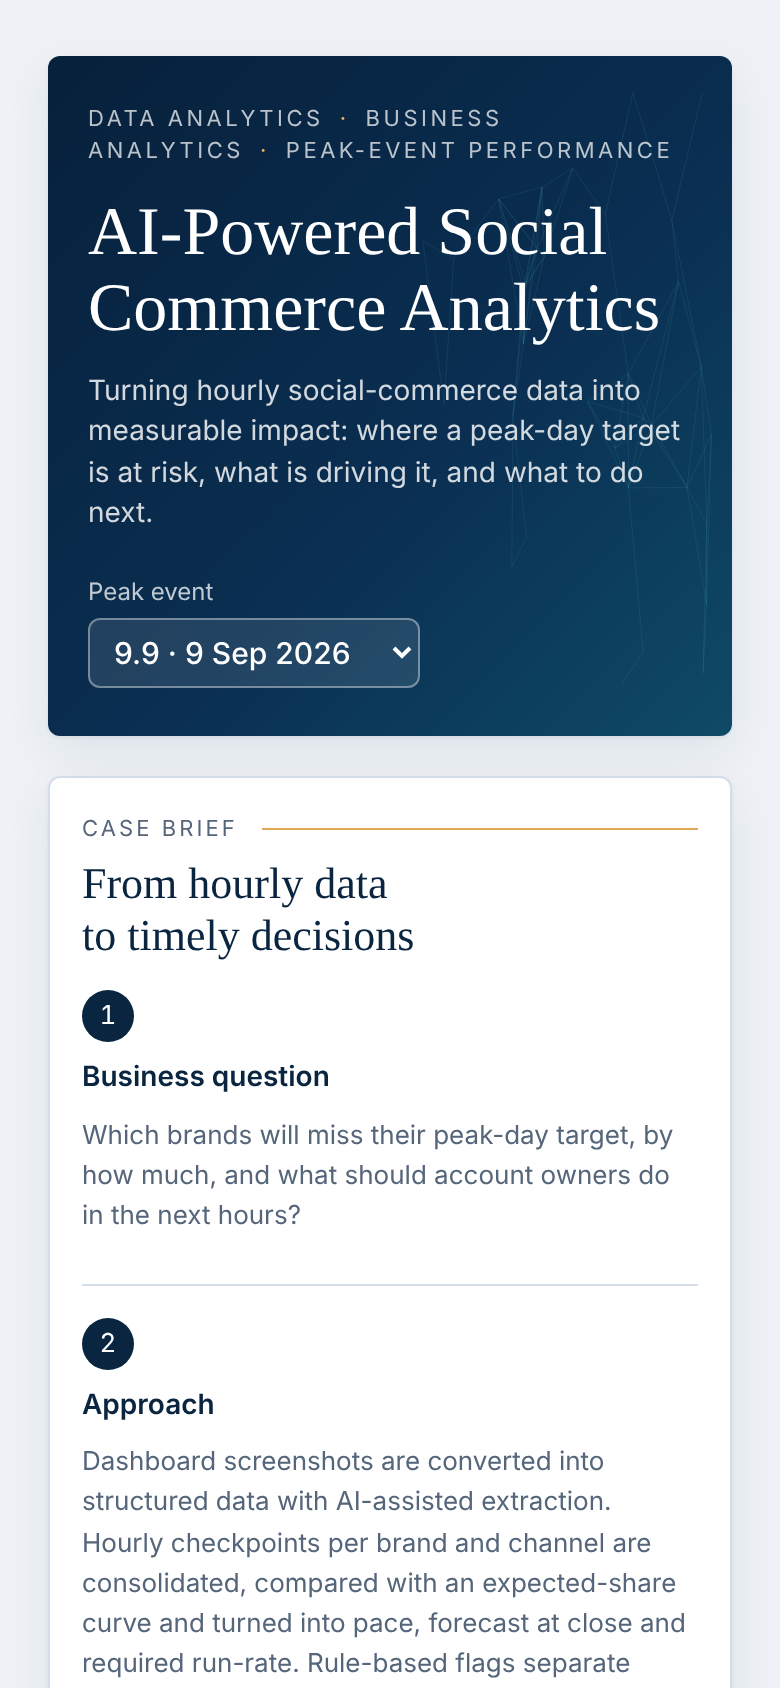 DATA ANALYTICS · BUSINESS
ANALYTICS · PEAK-EVENT PERFORMANCE
AI-Powered Social
Commerce Analytics
Turning hourly social-commerce data into
measurable impact: where a peak-day target
is at risk, what is driving it, and what to do
next.
Peak event
9.9 · 9 Sep 2026
CASE BRIEF
From hourly data
to timely decisions
1
Business question
Which brands will miss their peak-day target, by
how much, and what should account owners do
in the next hours?
2
Approach
Dashboard screenshots are converted into
structured data with AI-assisted extraction.
Hourly checkpoints per brand and channel are
consolidated, compared with an expected-share
curve and turned into pace, forecast at close and
required run-rate. Rule-based flags separate